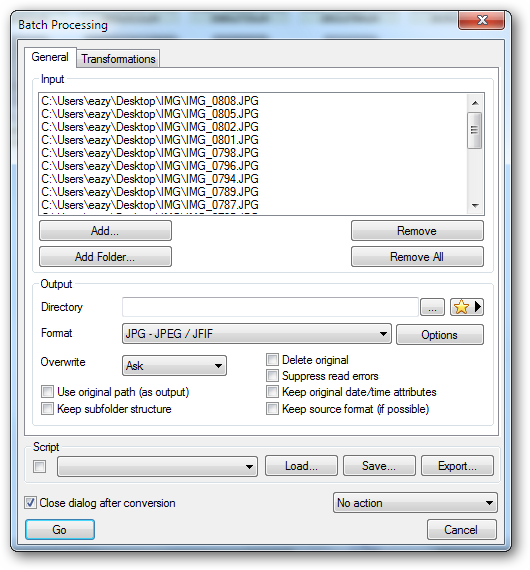 Batch Processing
General Transformations
Input
C:\Users\eazy\Desktop\IMG\IMG_0808.JPG
C:\Users\eazy\Desktop\IMG\IMG_0805.JPG
C:\Users\eazy\Desktop\IMG\IMG_0802.JPG
C:\Users\eazy\Desktop\IMG\IMG_0801.JPG
C:\Users\eazy\Desktop\IMG\IMG_0798.JPG
C:\Users\eazy\Desktop\IMG\IMG_0796.JPG
C:\Users\eazy\Desktop\IMG\IMG_0794.JPG
C:\Users\eazy\Desktop\IMG\IMG_0789.JPG
C:\Users\eazy\Desktop\IMG\IMG_0787.JPG
Add... Remove
Add Folder... Remove All
Output
Directory ...
Format JPG - JPEG / JFIF Options
Overwrite Ask
Delete original
Suppress read errors
Use original path (as output) Keep original date/time attributes
Keep subfolder structure Keep source format (if possible)
Script
Load... Save... Export...
Close dialog after conversion No action
Go Cancel